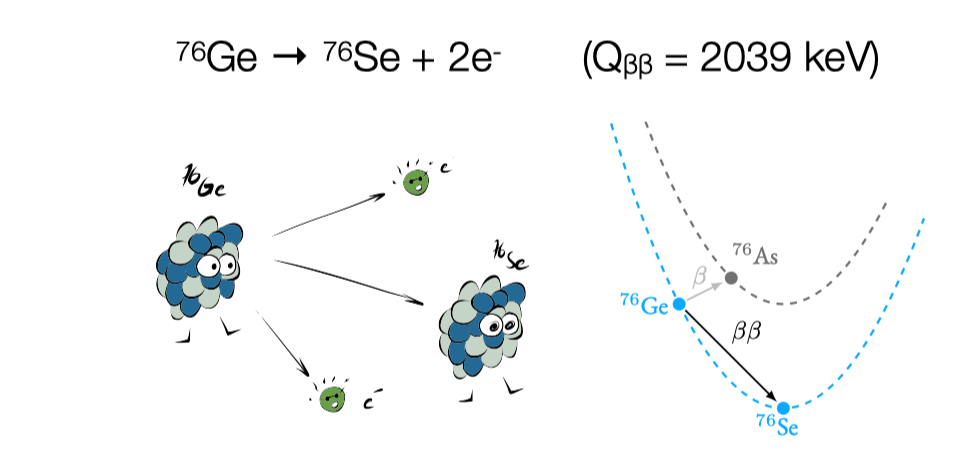 ⁷⁶Ge → ⁷⁶Se + 2e⁻ (Qββ = 2039 keV)
⁷⁶Ge
e⁻
⁷⁶Se
e⁻
⁷⁶As
β
⁷⁶Ge
ββ
⁷⁶Se